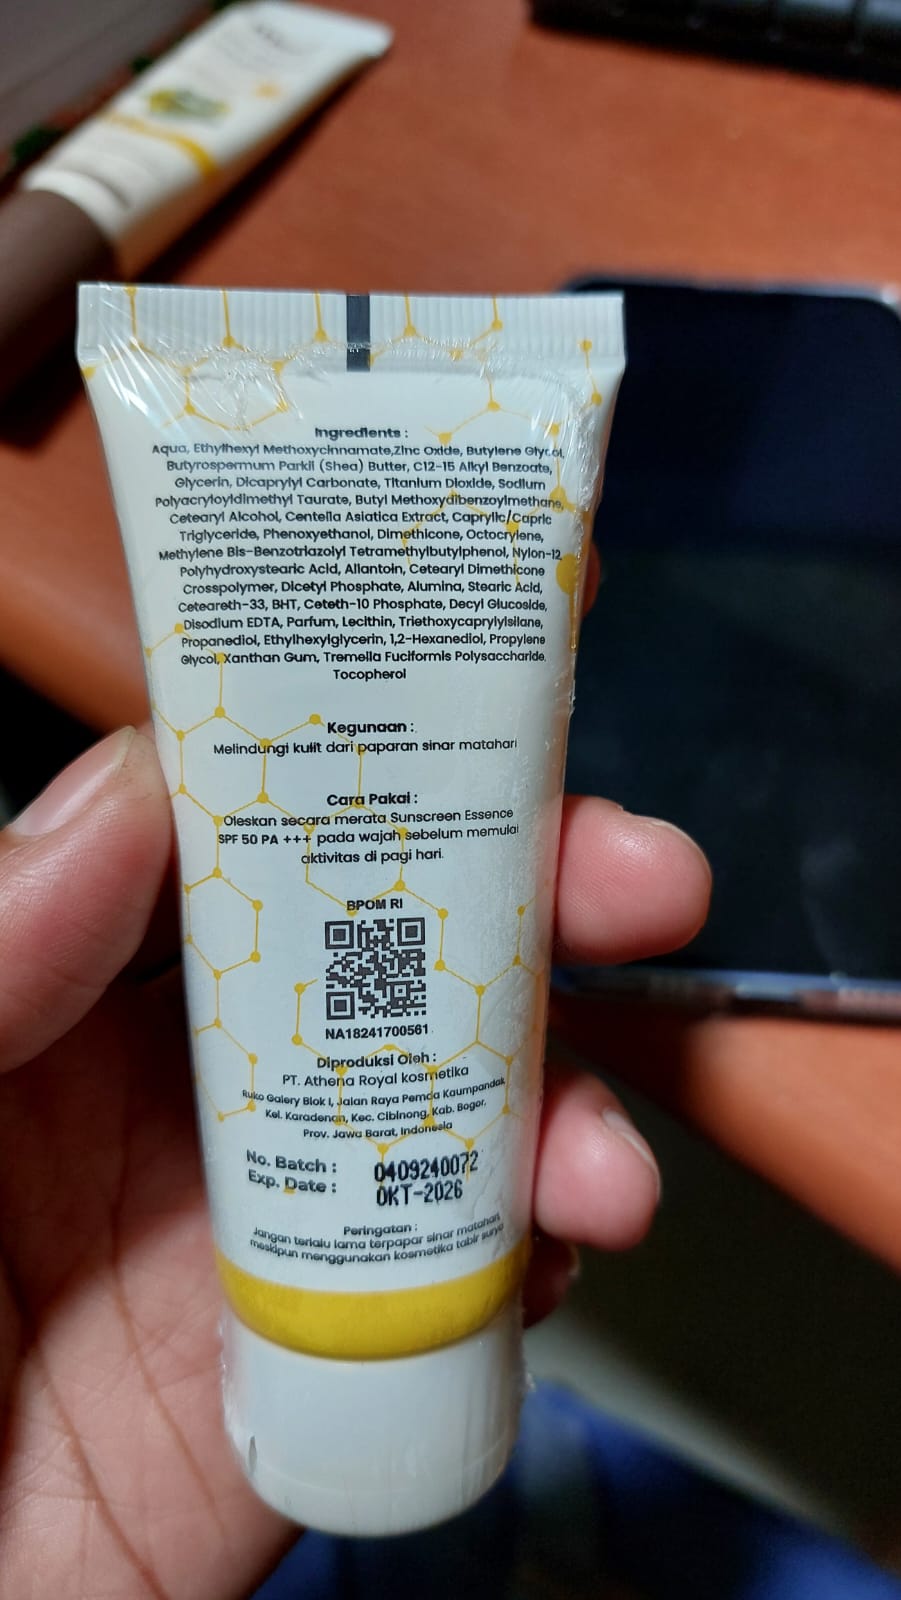 Ingredients :
Aqua, Ethylhexyl Methoxycinnamate,Zinc Oxide, Butylene Glycol,
Butyrospermum Parkii (Shea) Butter, C12-15 Alkyl Benzoate,
Glycerin, Dicaprylyl Carbonate, Titanium Dioxide, Sodium
Polyacryloyldimethyl Taurate, Butyl Methoxydibenzoylmethane,
Cetearyl Alcohol, Centella Asiatica Extract, Caprylic/Capric
Triglyceride, Phenoxyethanol, Dimethicone, Octocrylene,
Methylene Bis-Benzotriazolyl Tetramethylbutylphenol, Nylon-12,
Polyhydroxystearic Acid, Allantoin, Cetearyl Dimethicone
Crosspolymer, Dicetyl Phosphate, Alumina, Stearic Acid,
Ceteareth-33, BHT, Ceteth-10 Phosphate, Decyl Glucoside,
Disodium EDTA, Parfum, Lecithin, Triethoxycaprylylsilane,
Propanediol, Ethylhexylglycerin, 1,2-Hexanediol, Propylene
Glycol, Xanthan Gum, Tremella Fuciformis Polysaccharide,
Tocopherol
Kegunaan :
Melindungi kulit dari paparan sinar matahari
Cara Pakai :
Oleskan secara merata Sunscreen Essence
SPF 50 PA +++ pada wajah sebelum memulai
aktivitas di pagi hari.
BPOM RI
NA18241700561
Diproduksi Oleh :
PT. Athena Royal kosmetika
Ruko Galery Blok I, Jalan Raya Pemda Kaumpandak
Kel. Karadenan, Kec. Cibinong, Kab. Bogor,
Prov. Jawa Barat, Indonesia
No. Batch : 0409240072
Exp. Date : OKT-2026
Peringatan :
Jangan terlalu lama terpapar sinar matahari,
meskipun menggunakan kosmetika tabir surya